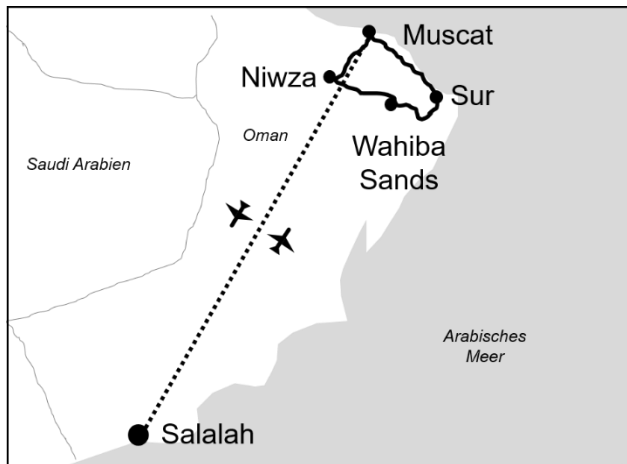 Muscat
Niwza
Sur
Oman
Wahiba
Sands
Saudi Arabien
Arabisches
Meer
Salalah